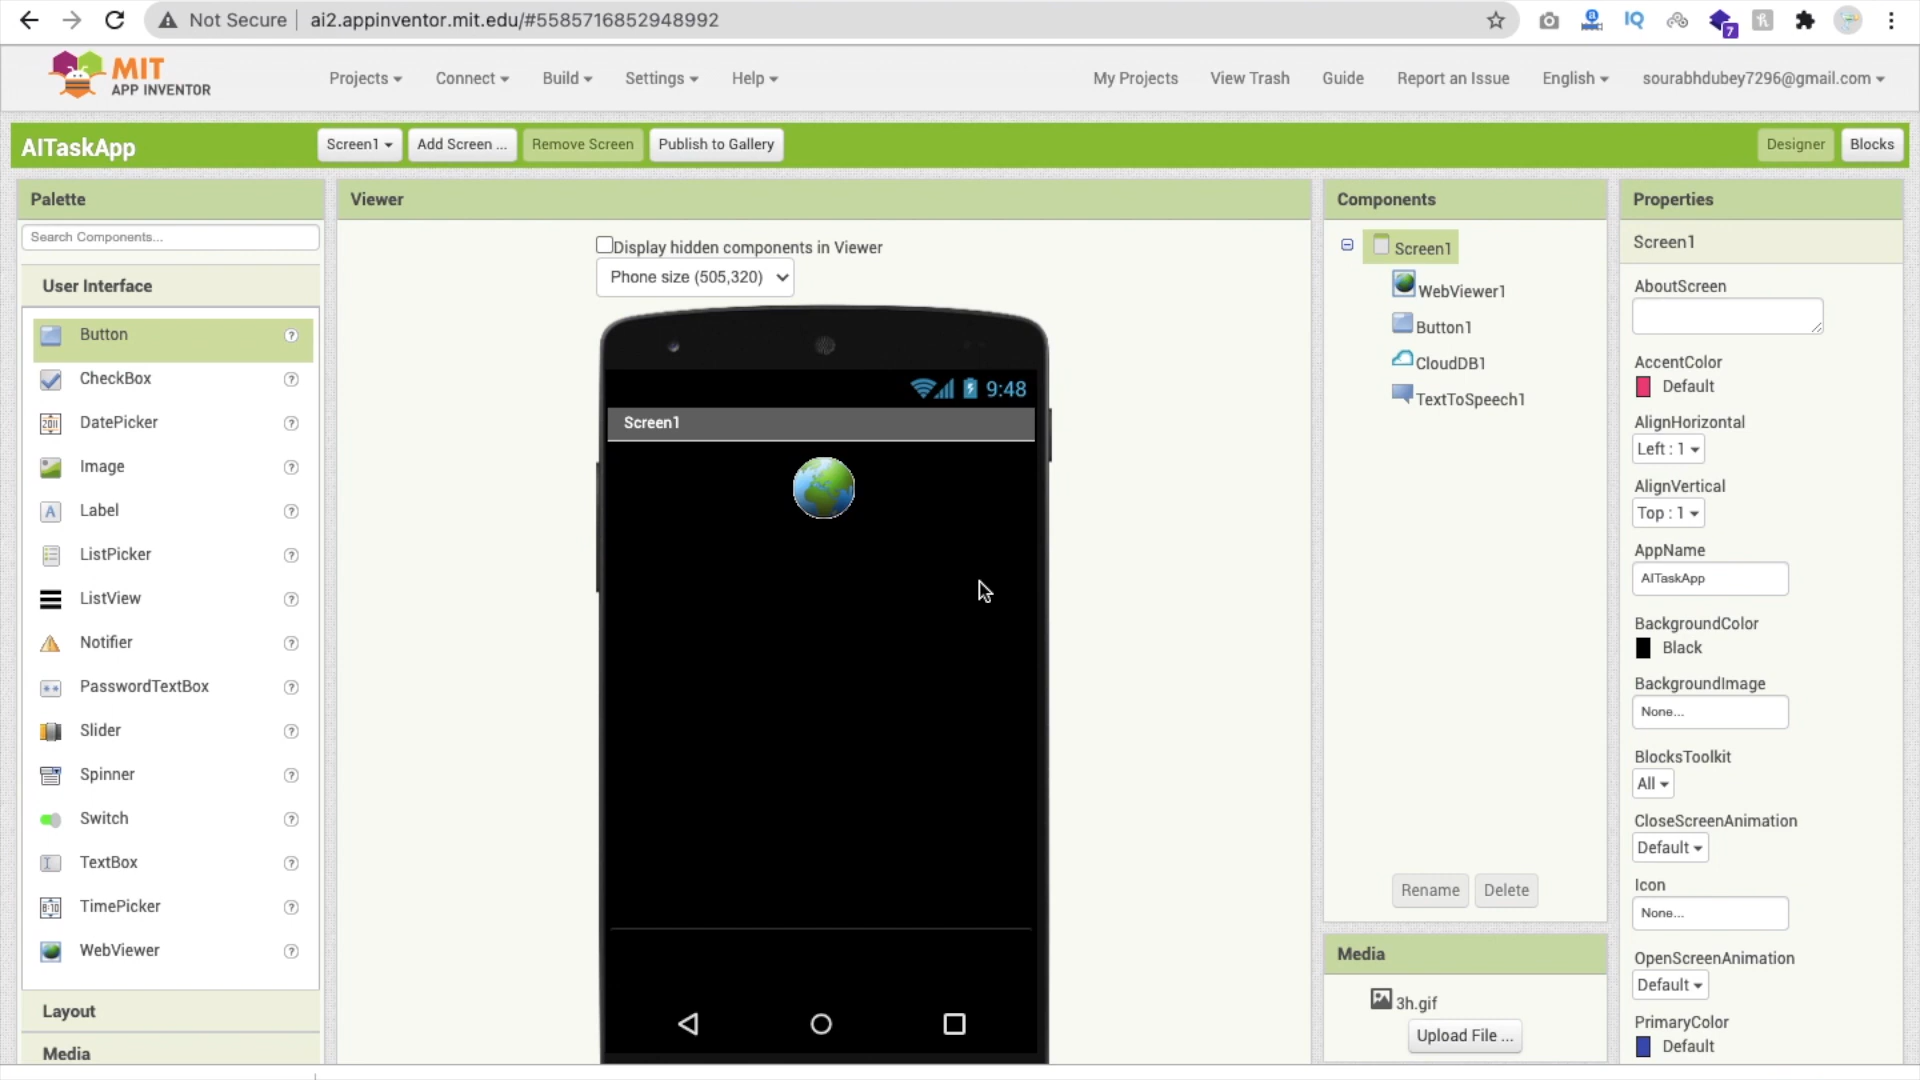 Not Secure
ai2.appinventor.mit.edu/#5585716852948992
IQ
7
MIT
APP INVENTOR
Projects
Connect
Build
Settings
Help
My Projects
View Trash
Guide
Report an Issue
English
sourabhdubey7296@gmail.com
AITaskApp
Screen1
Add Screen ...
Remove Screen
Publish to Gallery
Designer
Blocks
Palette
Search Components...
User Interface
Button
CheckBox
DatePicker
Image
Label
ListPicker
ListView
Notifier
PasswordTextBox
Slider
Spinner
Switch
TextBox
TimePicker
WebViewer
Layout
Media
Viewer
Display hidden components in Viewer
Phone size (505,320)
9:48
Screen1
Components
Screen1
WebViewer1
Button1
CloudDB1
TextToSpeech1
Rename
Delete
Media
3h.gif
Upload File ...
Properties
Screen1
AboutScreen
AccentColor
Default
AlignHorizontal
Left : 1
AlignVertical
Top : 1
AppName
AITaskApp
BackgroundColor
Black
BackgroundImage
None...
BlocksToolkit
All
CloseScreenAnimation
Default
Icon
None...
OpenScreenAnimation
Default
PrimaryColor
Default